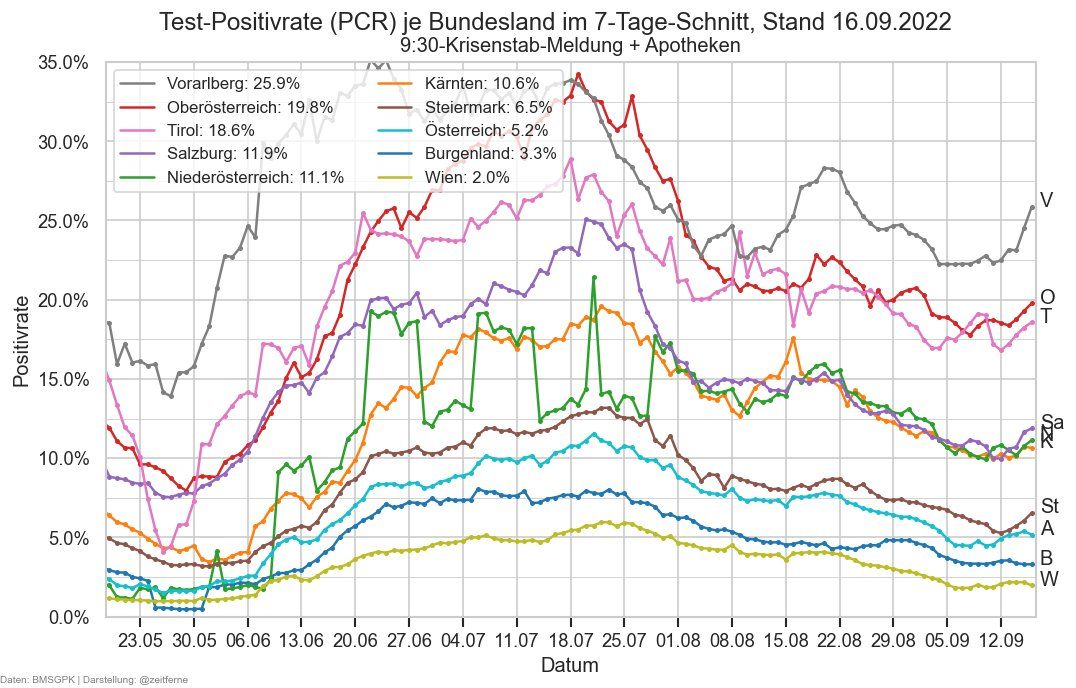 Test-Positivrate (PCR) je Bundesland im 7-Tage-Schnitt, Stand 16.09.2022
9:30-Krisenstab-Meldung + Apotheken
Vorarlberg: 25.9%
Oberösterreich: 19.8%
Tirol: 18.6%
Salzburg: 11.9%
Niederösterreich: 11.1%
Kärnten: 10.6%
Steiermark: 6.5%
Österreich: 5.2%
Burgenland: 3.3%
Wien: 2.0%
35.0%
30.0%
25.0%
20.0%
15.0%
10.0%
5.0%
0.0%
Positivrate
V
O
T
Sa
N
K
St
A
B
W
23.05 30.05 06.06 13.06 20.06 27.06 04.07 11.07 18.07 25.07 01.08 08.08 15.08 22.08 29.08 05.09 12.09
Datum
Daten: BMSGPK | Darstellung: @zeitferne